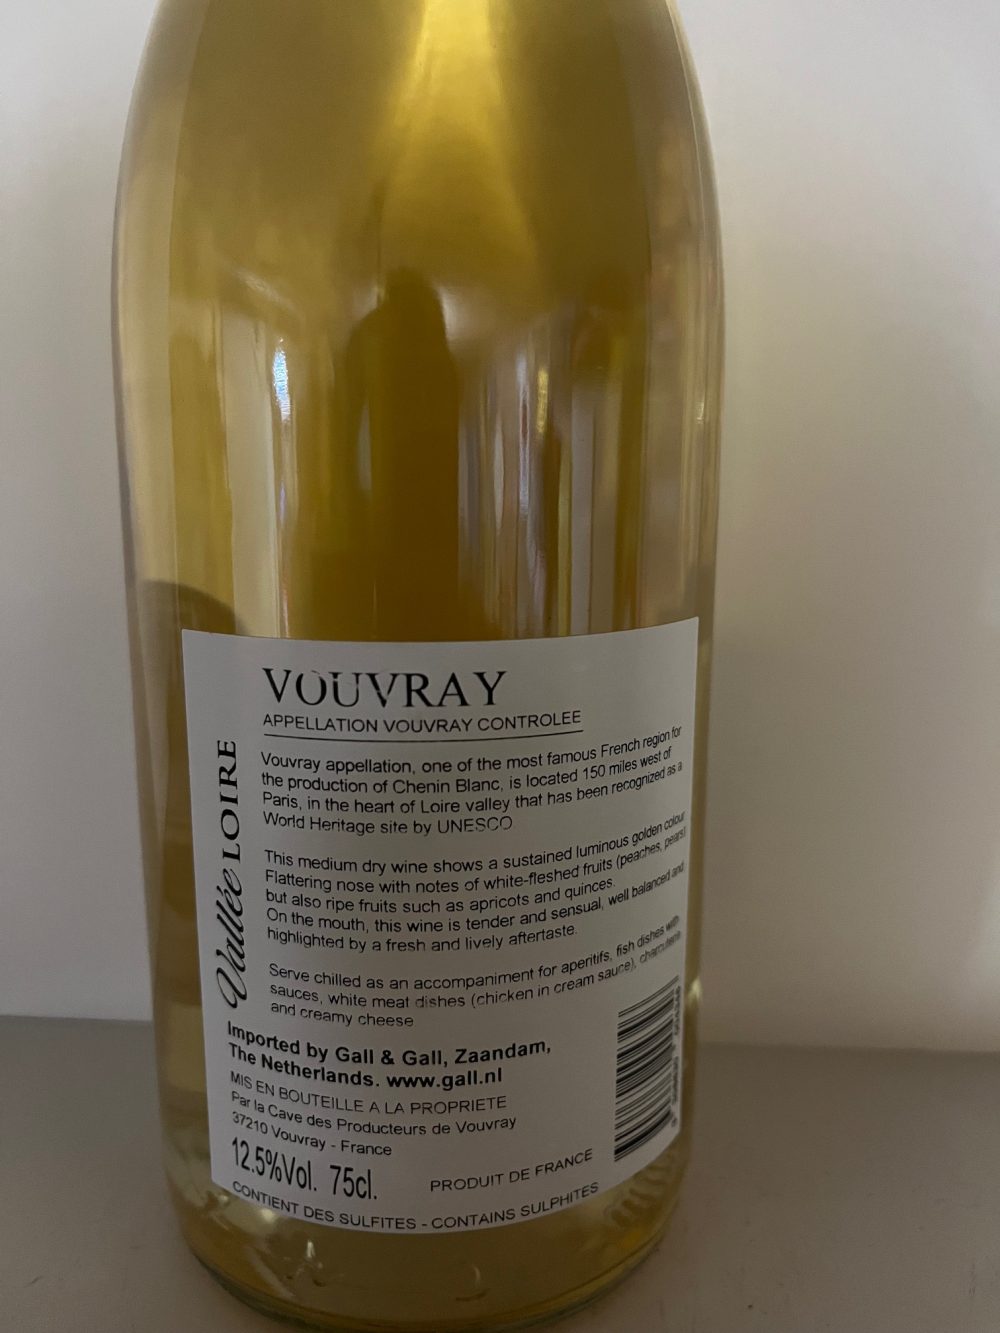 VOUVRAY
APPELLATION VOUVRAY CONTROLEE
Vallée LOIRE
Vouvray appellation, one of the most famous French region for
the production of Chenin Blanc, is located 150 miles west of
Paris, in the heart of Loire valley that has been recognized as a
World Heritage site by UNESCO
This medium dry wine shows a sustained luminous golden colour
Flattering nose with notes of white-fleshed fruits (peaches, pears)
but also ripe fruits such as apricots and quinces.
On the mouth, this wine is tender and sensual, well balanced and
highlighted by a fresh and lively aftertaste.
Serve chilled as an accompaniment for aperitifs, fish dishes with
sauces, white meat dishes (chicken in cream sauce), charcuterie
and creamy cheese
Imported by Gall & Gall, Zaandam,
The Netherlands. www.gall.nl
MIS EN BOUTEILLE A LA PROPRIETE
Par la Cave des Producteurs de Vouvray
37210 Vouvray - France
12.5%Vol. 75cl.
PRODUIT DE FRANCE
CONTIENT DES SULFITES - CONTAINS SULPHITES